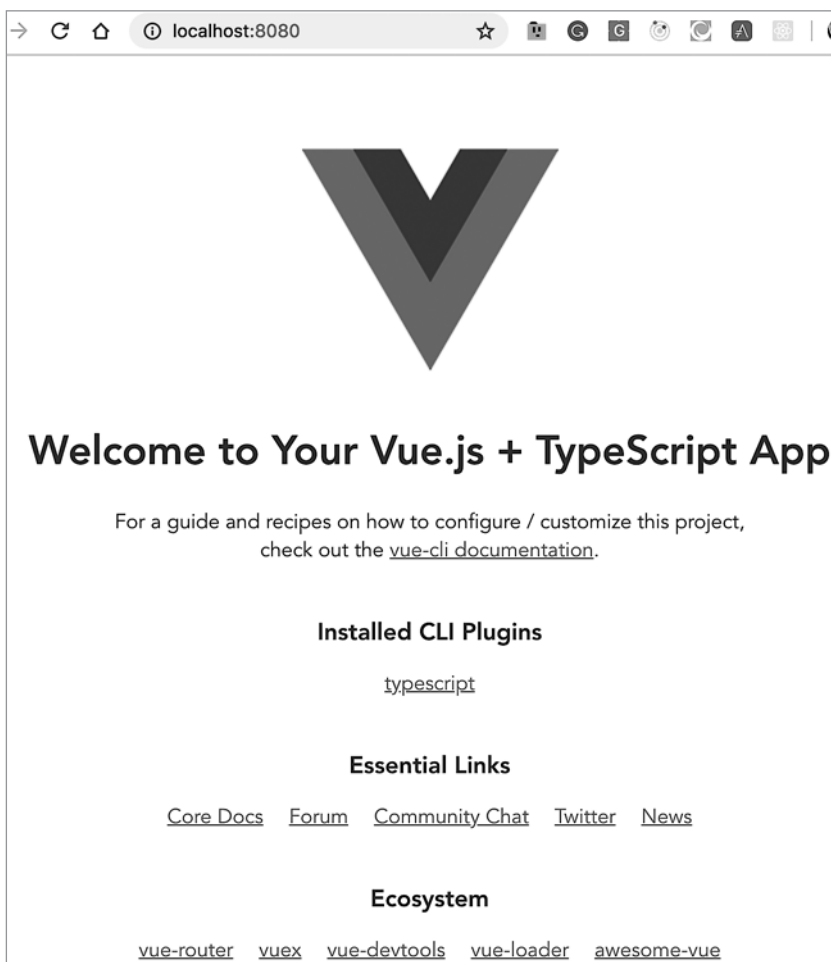 localhost:8080
Welcome to Your Vue.js + TypeScript App
For a guide and recipes on how to configure / customize this project,
check out the vue-cli documentation.
Installed CLI Plugins
typescript
Essential Links
Core Docs Forum Community Chat Twitter News
Ecosystem
vue-router vuex vue-devtools vue-loader awesome-vue